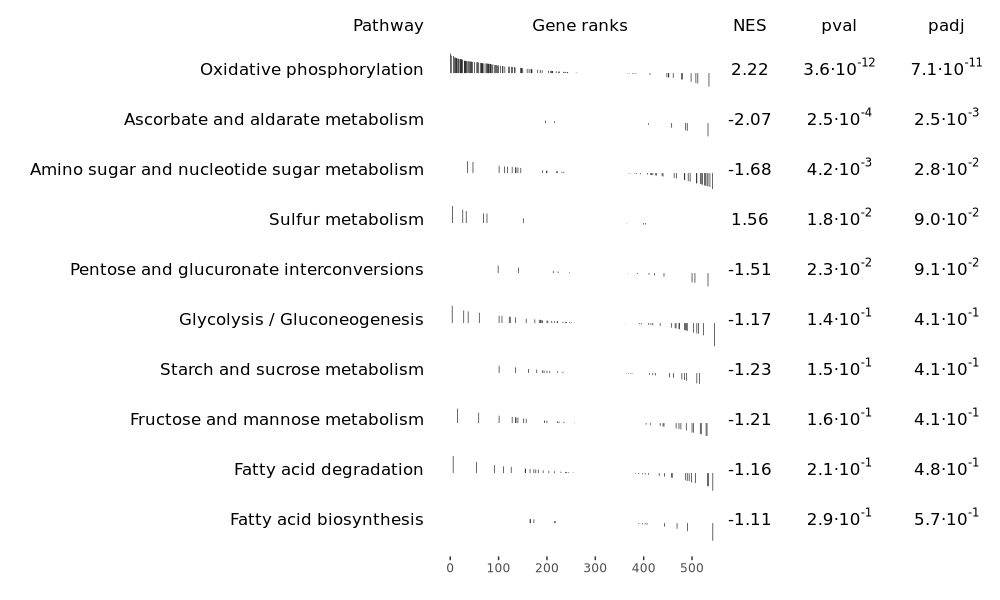 Pathway Gene ranks NES pval padj
Oxidative phosphorylation 2.22 3.6·10-12 7.1·10-11
Ascorbate and aldarate metabolism -2.07 2.5·10-4 2.5·10-3
Amino sugar and nucleotide sugar metabolism -1.68 4.2·10-3 2.8·10-2
Sulfur metabolism 1.56 1.8·10-2 9.0·10-2
Pentose and glucuronate interconversions -1.51 2.3·10-2 9.1·10-2
Glycolysis / Gluconeogenesis -1.17 1.4·10-1 4.1·10-1
Starch and sucrose metabolism -1.23 1.5·10-1 4.1·10-1
Fructose and mannose metabolism -1.21 1.6·10-1 4.1·10-1
Fatty acid degradation -1.16 2.1·10-1 4.8·10-1
Fatty acid biosynthesis -1.11 2.9·10-1 5.7·10-1
0 100 200 300 400 500